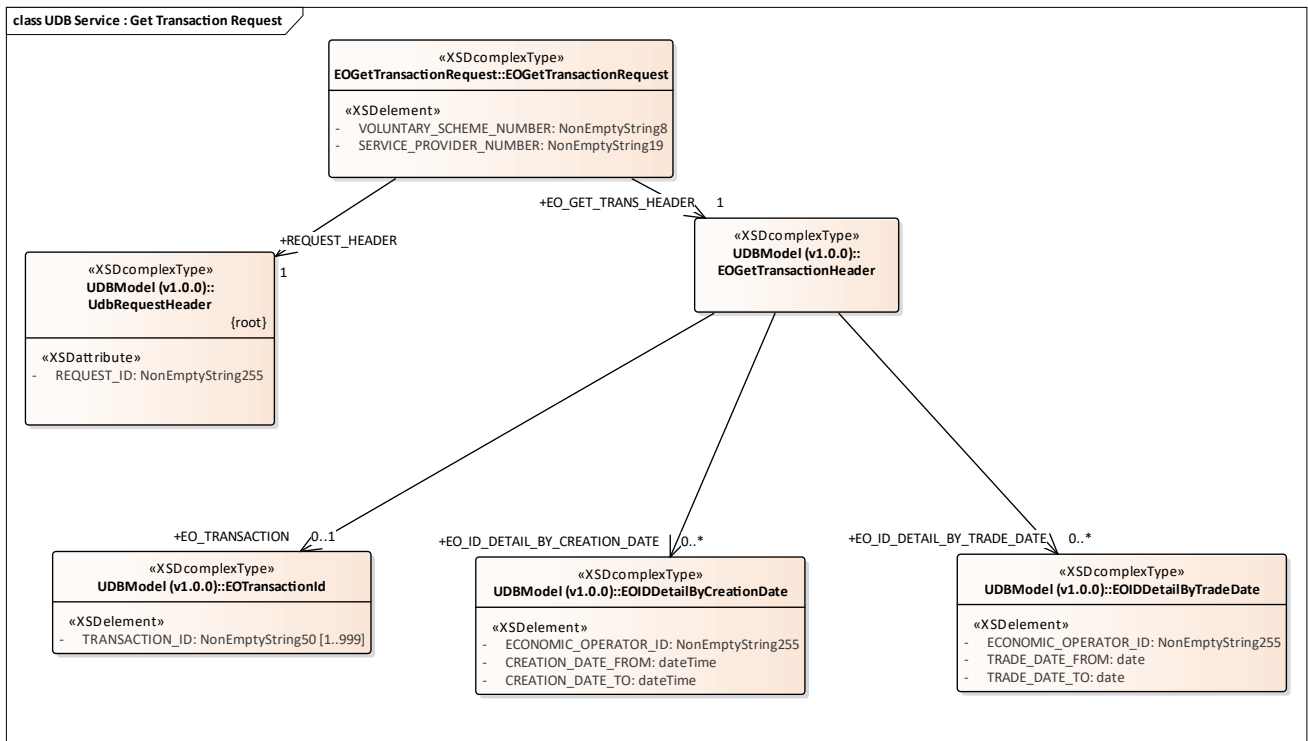 class UDB Service : Get Transaction Request
«XSDcomplexType»
EOGetTransactionRequest::EOGetTransactionRequest
«XSDelement»
- VOLUNTARY_SCHEME_NUMBER: NonEmptyString8
- SERVICE_PROVIDER_NUMBER: NonEmptyString19
+EO_GET_TRANS_HEADER 1
+REQUEST_HEADER
1
«XSDcomplexType»
UDBModel (v1.0.0)::
EOGetTransactionHeader
«XSDcomplexType»
UDBModel (v1.0.0)::
UdbRequestHeader
{root}
«XSDattribute»
- REQUEST_ID: NonEmptyString255
+EO_TRANSACTION 0..1
+EO_ID_DETAIL_BY_CREATION_DATE 0..*
+EO_ID_DETAIL_BY_TRADE_DATE 0..*
«XSDcomplexType»
UDBModel (v1.0.0)::EOTransactionId
«XSDelement»
- TRANSACTION_ID: NonEmptyString50 [1..999]
«XSDcomplexType»
UDBModel (v1.0.0)::EOIDDetailByCreationDate
«XSDelement»
- ECONOMIC_OPERATOR_ID: NonEmptyString255
- CREATION_DATE_FROM: dateTime
- CREATION_DATE_TO: dateTime
«XSDcomplexType»
UDBModel (v1.0.0)::EOIDDetailByTradeDate
«XSDelement»
- ECONOMIC_OPERATOR_ID: NonEmptyString255
- TRADE_DATE_FROM: date
- TRADE_DATE_TO: date